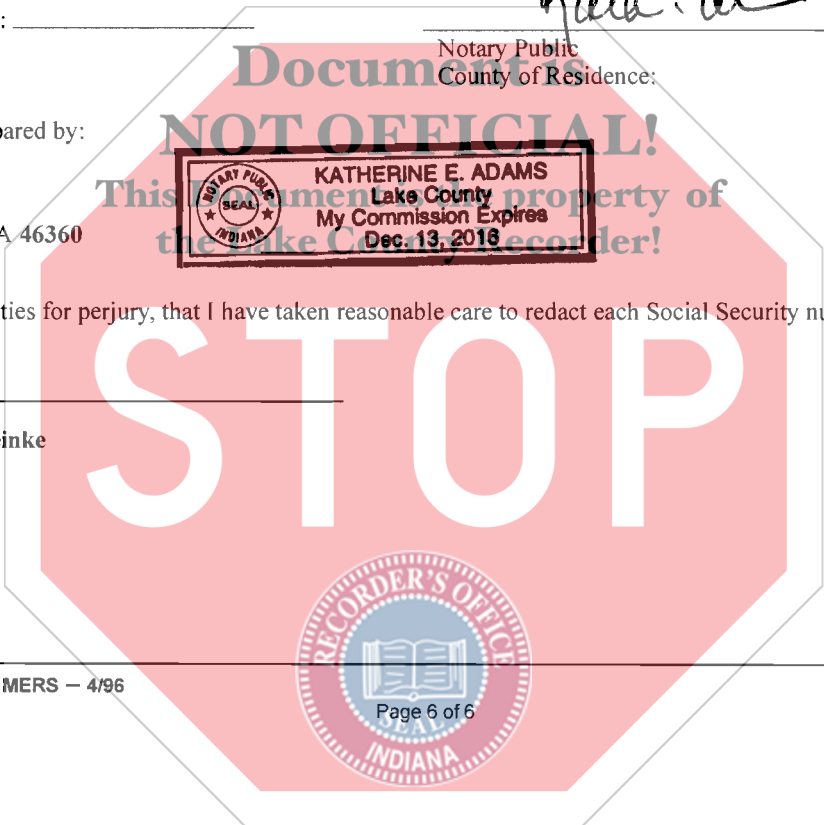 :
Notary Public
County of Residence:
Document is
NOT OFFICIAL!
This Document is the property of
the Lake County Recorder!
pared by:
NOTARY PUBLIC
SEAL
INDIANA
KATHERINE E. ADAMS
Lake County
My Commission Expires
Dec. 13, 2016
A 46360
ties for perjury, that I have taken reasonable care to redact each Social Security nu
STOP
inke
RECORDER'S OFFICE
SEAL
INDIANA
MERS — 4/96
Page 6 of 6